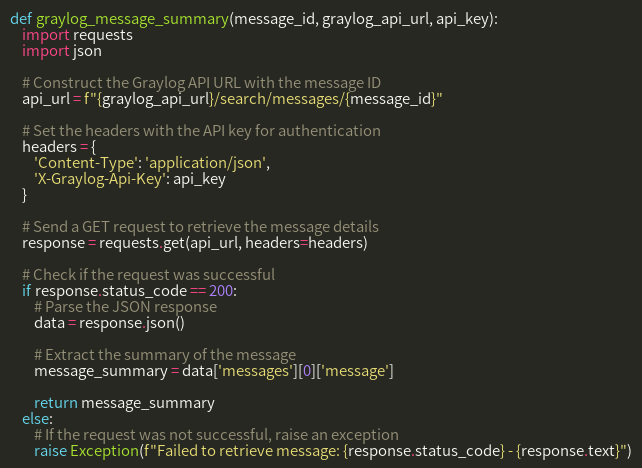 def graylog_message_summary(message_id, graylog_api_url, api_key):
    import requests
    import json

    # Construct the Graylog API URL with the message ID
    api_url = f"{graylog_api_url}/search/messages/{message_id}"

    # Set the headers with the API key for authentication
    headers = {
        'Content-Type': 'application/json',
        'X-Graylog-Api-Key': api_key
    }

    # Send a GET request to retrieve the message details
    response = requests.get(api_url, headers=headers)

    # Check if the request was successful
    if response.status_code == 200:
        # Parse the JSON response
        data = response.json()

        # Extract the summary of the message
        message_summary = data['messages'][0]['message']

        return message_summary
    else:
        # If the request was not successful, raise an exception
        raise Exception(f"Failed to retrieve message: {response.status_code} - {response.text}")